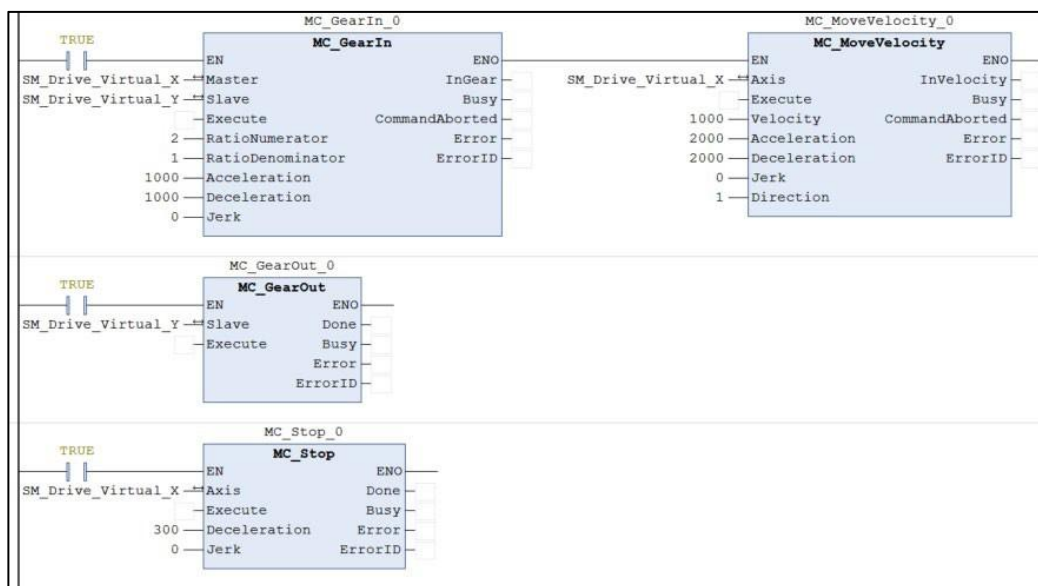 MC_GearIn_0
MC_MoveVelocity_0
TRUE
MC_GearIn
MC_MoveVelocity
EN ENO
EN ENO
SM_Drive_Virtual_X Master InGear
SM_Drive_Virtual_X Axis InVelocity
SM_Drive_Virtual_Y Slave Busy
Execute Busy
Execute CommandAborted
1000 Velocity CommandAborted
2 RatioNumerator Error
2000 Acceleration Error
1 RatioDenominator ErrorID
2000 Deceleration ErrorID
1000 Acceleration
0 Jerk
1000 Deceleration
1 Direction
0 Jerk
MC_GearOut_0
TRUE
MC_GearOut
EN ENO
SM_Drive_Virtual_Y Slave Done
Execute Busy
Error
ErrorID
MC_Stop_0
TRUE
MC_Stop
EN ENO
SM_Drive_Virtual_X Axis Done
Execute Busy
300 Deceleration Error
0 Jerk ErrorID